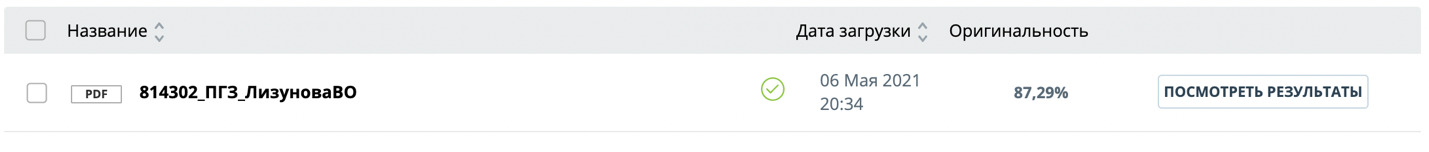 Название Дата загрузки Оригинальность
PDF 814302_ПГЗ_ЛизуноваВО 06 Мая 2021 87,29% ПОСМОТРЕТЬ РЕЗУЛЬТАТЫ
20:34